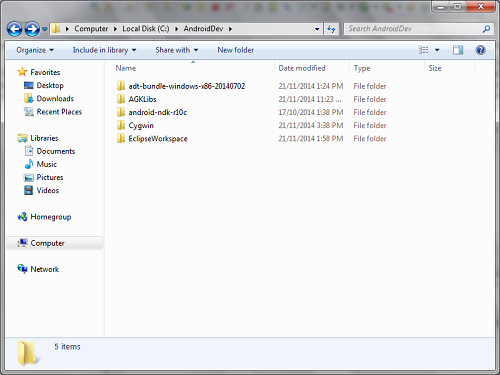 Computer Local Disk (C:) AndroidDev Search AndroidDev
Organize Include in library Share with New folder
Favorites
Desktop
Downloads
Recent Places
Libraries
Documents
Music
Pictures
Videos
Homegroup
Computer
Network
Name Date modified Type Size
adt-bundle-windows-x86-20140702 21/11/2014 1:24 PM File folder
AGKLibs 21/11/2014 11:23 ... File folder
android-ndk-r10c 17/10/2014 1:38 PM File folder
Cygwin 21/11/2014 3:38 PM File folder
EclipseWorkspace 21/11/2014 1:58 PM File folder
5 items